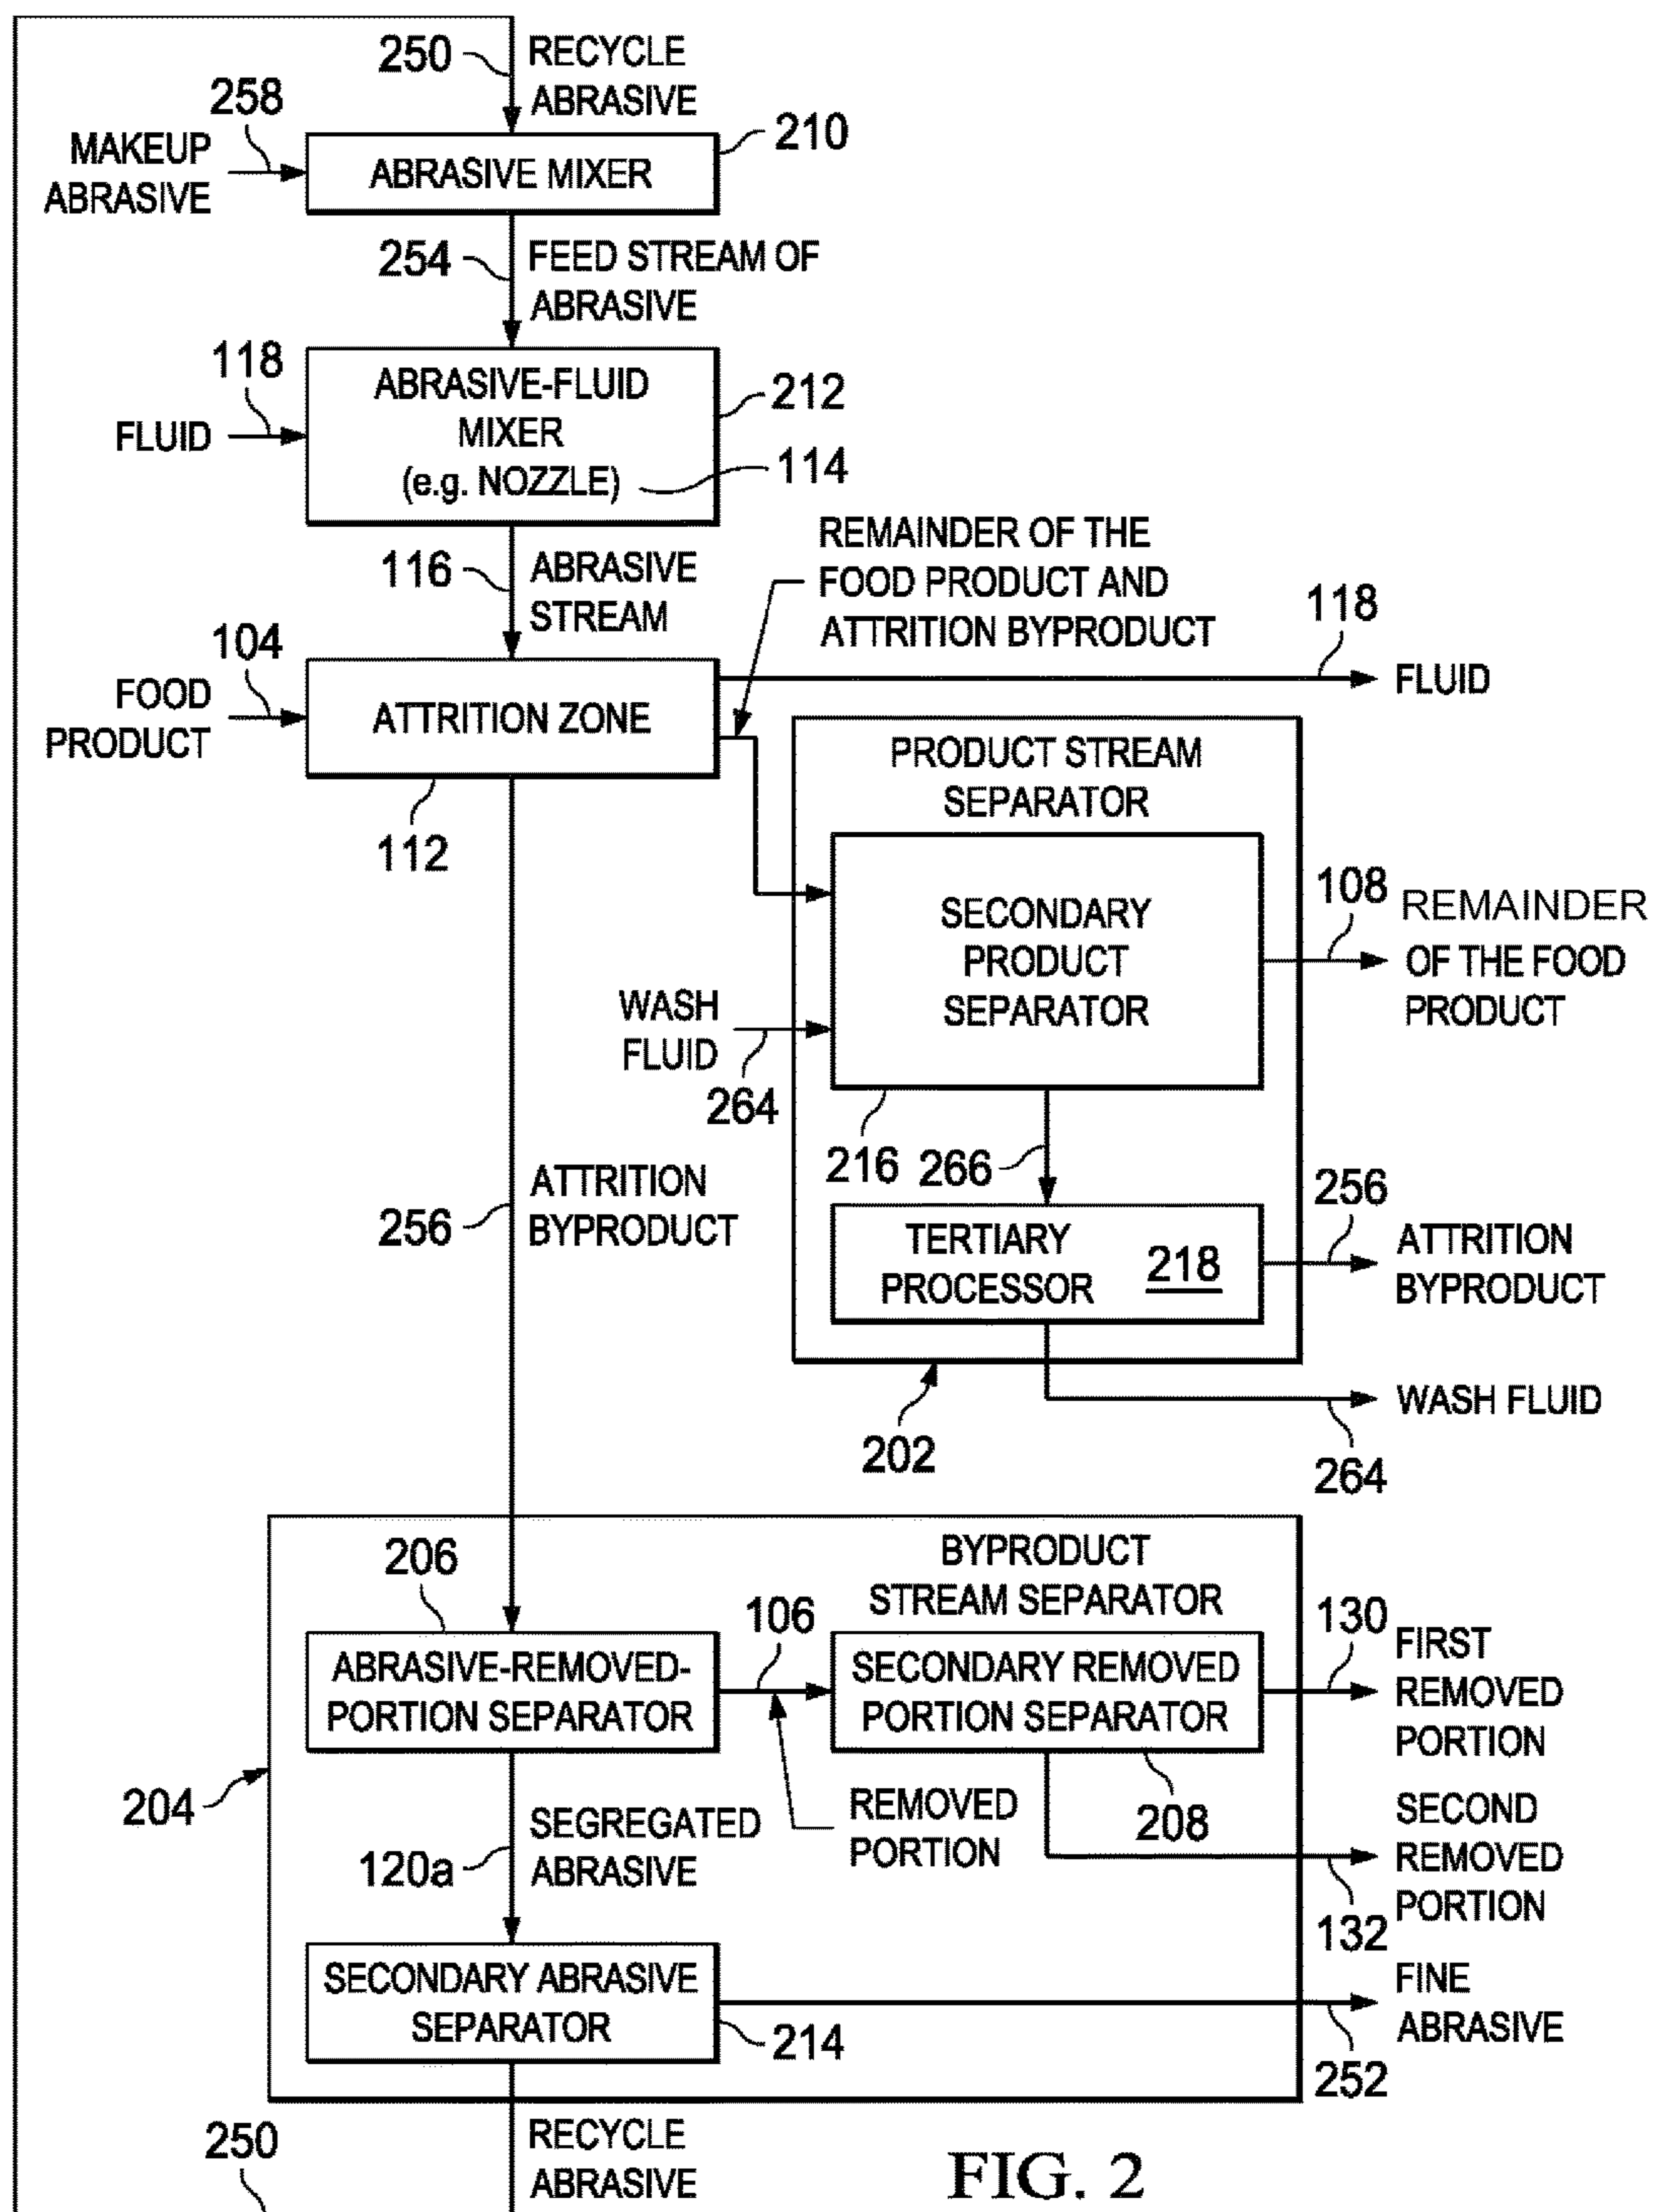 250
RECYCLE
ABRASIVE
258
MAKEUP
ABRASIVE
ABRASIVE MIXER
210
254
FEED STREAM OF
ABRASIVE
118
FLUID
ABRASIVE-FLUID
MIXER
(e.g. NOZZLE)
212
114
116
ABRASIVE
STREAM
REMAINDER OF THE
FOOD PRODUCT AND
ATTRITION BYPRODUCT
118
FLUID
104
FOOD
PRODUCT
ATTRITION ZONE
112
PRODUCT STREAM
SEPARATOR
SECONDARY
PRODUCT
SEPARATOR
108
REMAINDER
OF THE FOOD
PRODUCT
WASH
FLUID
264
216
266
256
ATTRITION
BYPRODUCT
TERTIARY
PROCESSOR
218
256
ATTRITION
BYPRODUCT
202
WASH FLUID
264
BYPRODUCT
STREAM SEPARATOR
206
ABRASIVE-REMOVED-
PORTION SEPARATOR
106
SECONDARY REMOVED
PORTION SEPARATOR
130
FIRST
REMOVED
PORTION
204
REMOVED
PORTION
208
SECOND
REMOVED
PORTION
132
120a
SEGREGATED
ABRASIVE
SECONDARY ABRASIVE
SEPARATOR
214
FINE
ABRASIVE
252
250
RECYCLE
ABRASIVE
FIG. 2